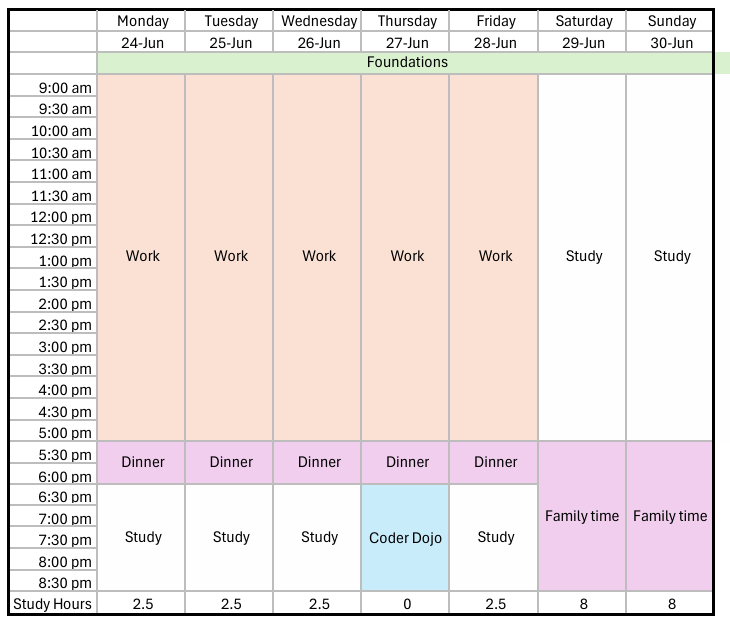 Monday Tuesday Wednesday Thursday Friday Saturday Sunday
24-Jun 25-Jun 26-Jun 27-Jun 28-Jun 29-Jun 30-Jun
Foundations
9:00 am
9:30 am
10:00 am
10:30 am
11:00 am
11:30 am
12:00 pm
12:30 pm
Work Work Work Work Work Study Study
1:00 pm
1:30 pm
2:00 pm
2:30 pm
3:00 pm
3:30 pm
4:00 pm
4:30 pm
5:00 pm
5:30 pm
Dinner Dinner Dinner Dinner Dinner
6:00 pm
6:30 pm
Family time Family time
7:00 pm
7:30 pm Study Study Study Coder Dojo Study
8:00 pm
8:30 pm
Study Hours 2.5 2.5 2.5 0 2.5 8 8